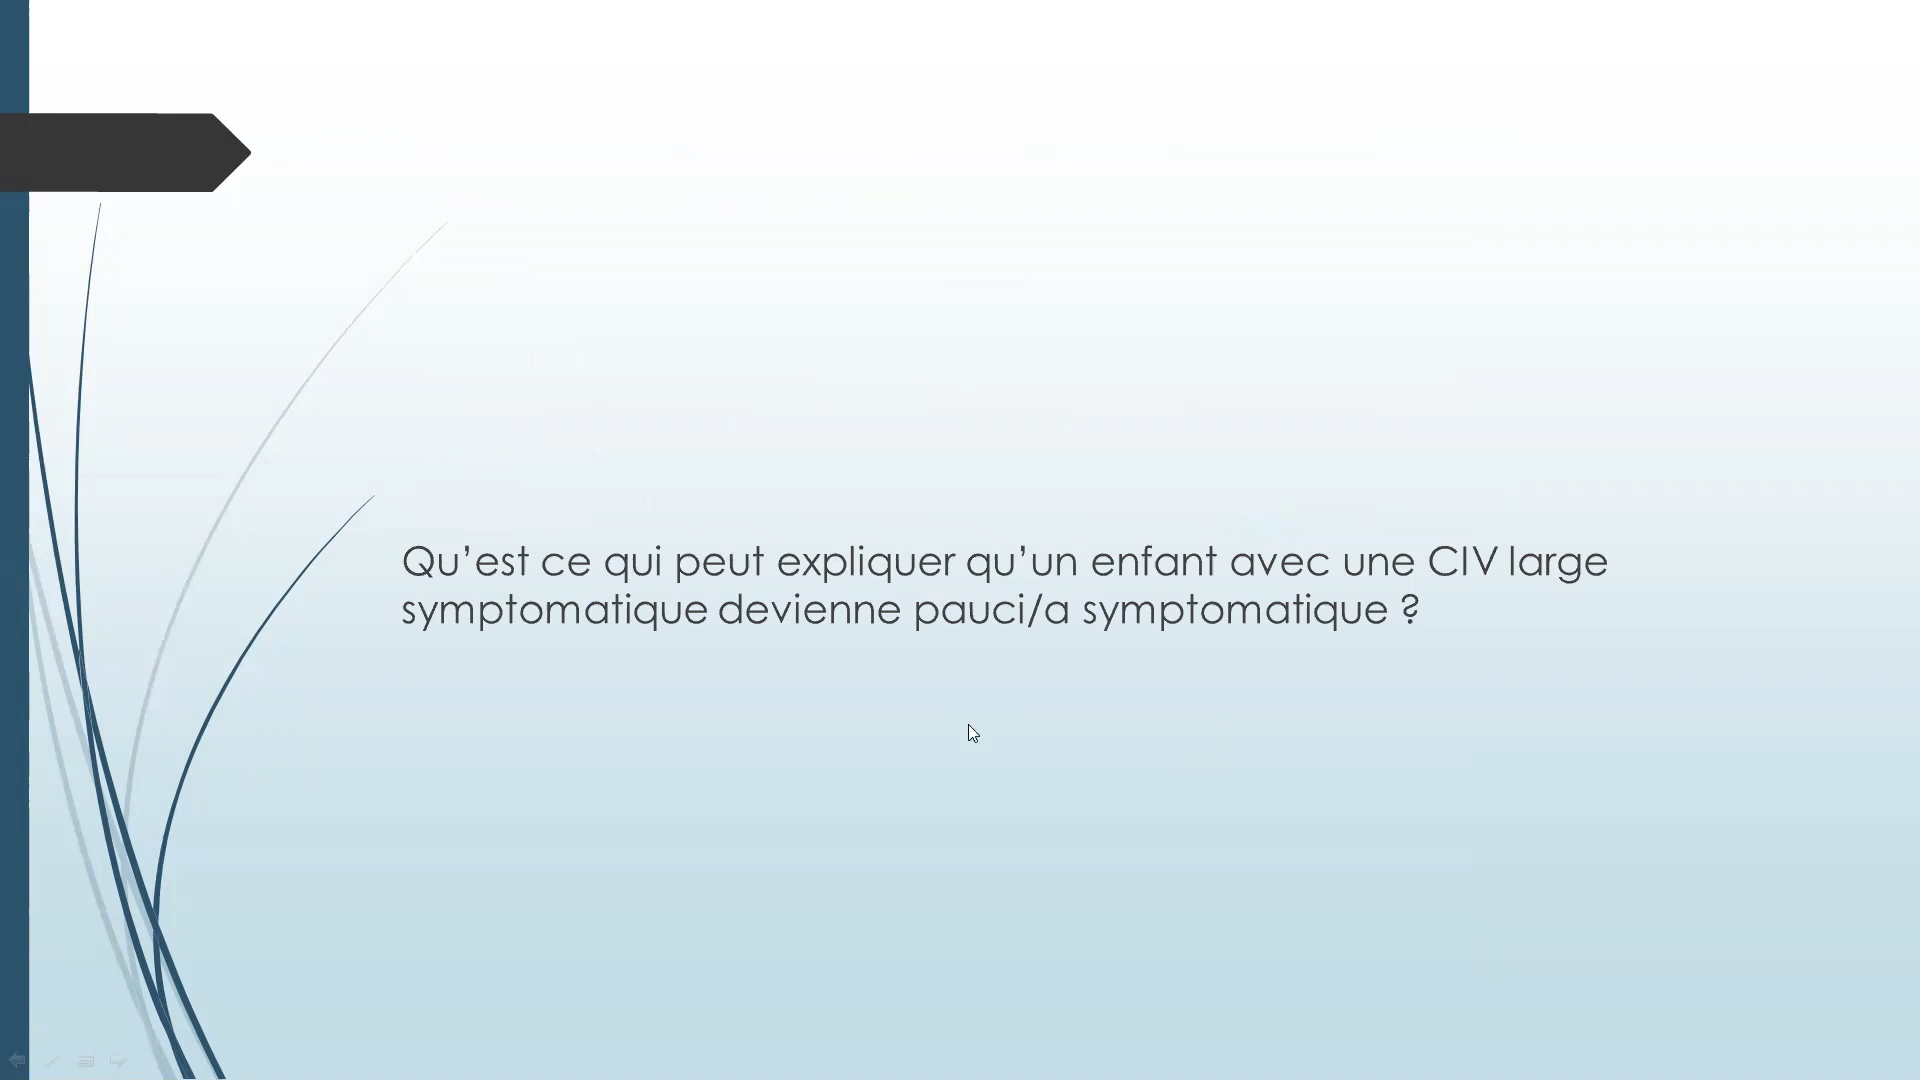 Qu’est ce qui peut expliquer qu’un enfant avec une CIV large
symptomatique devienne pauci/a symptomatique ?